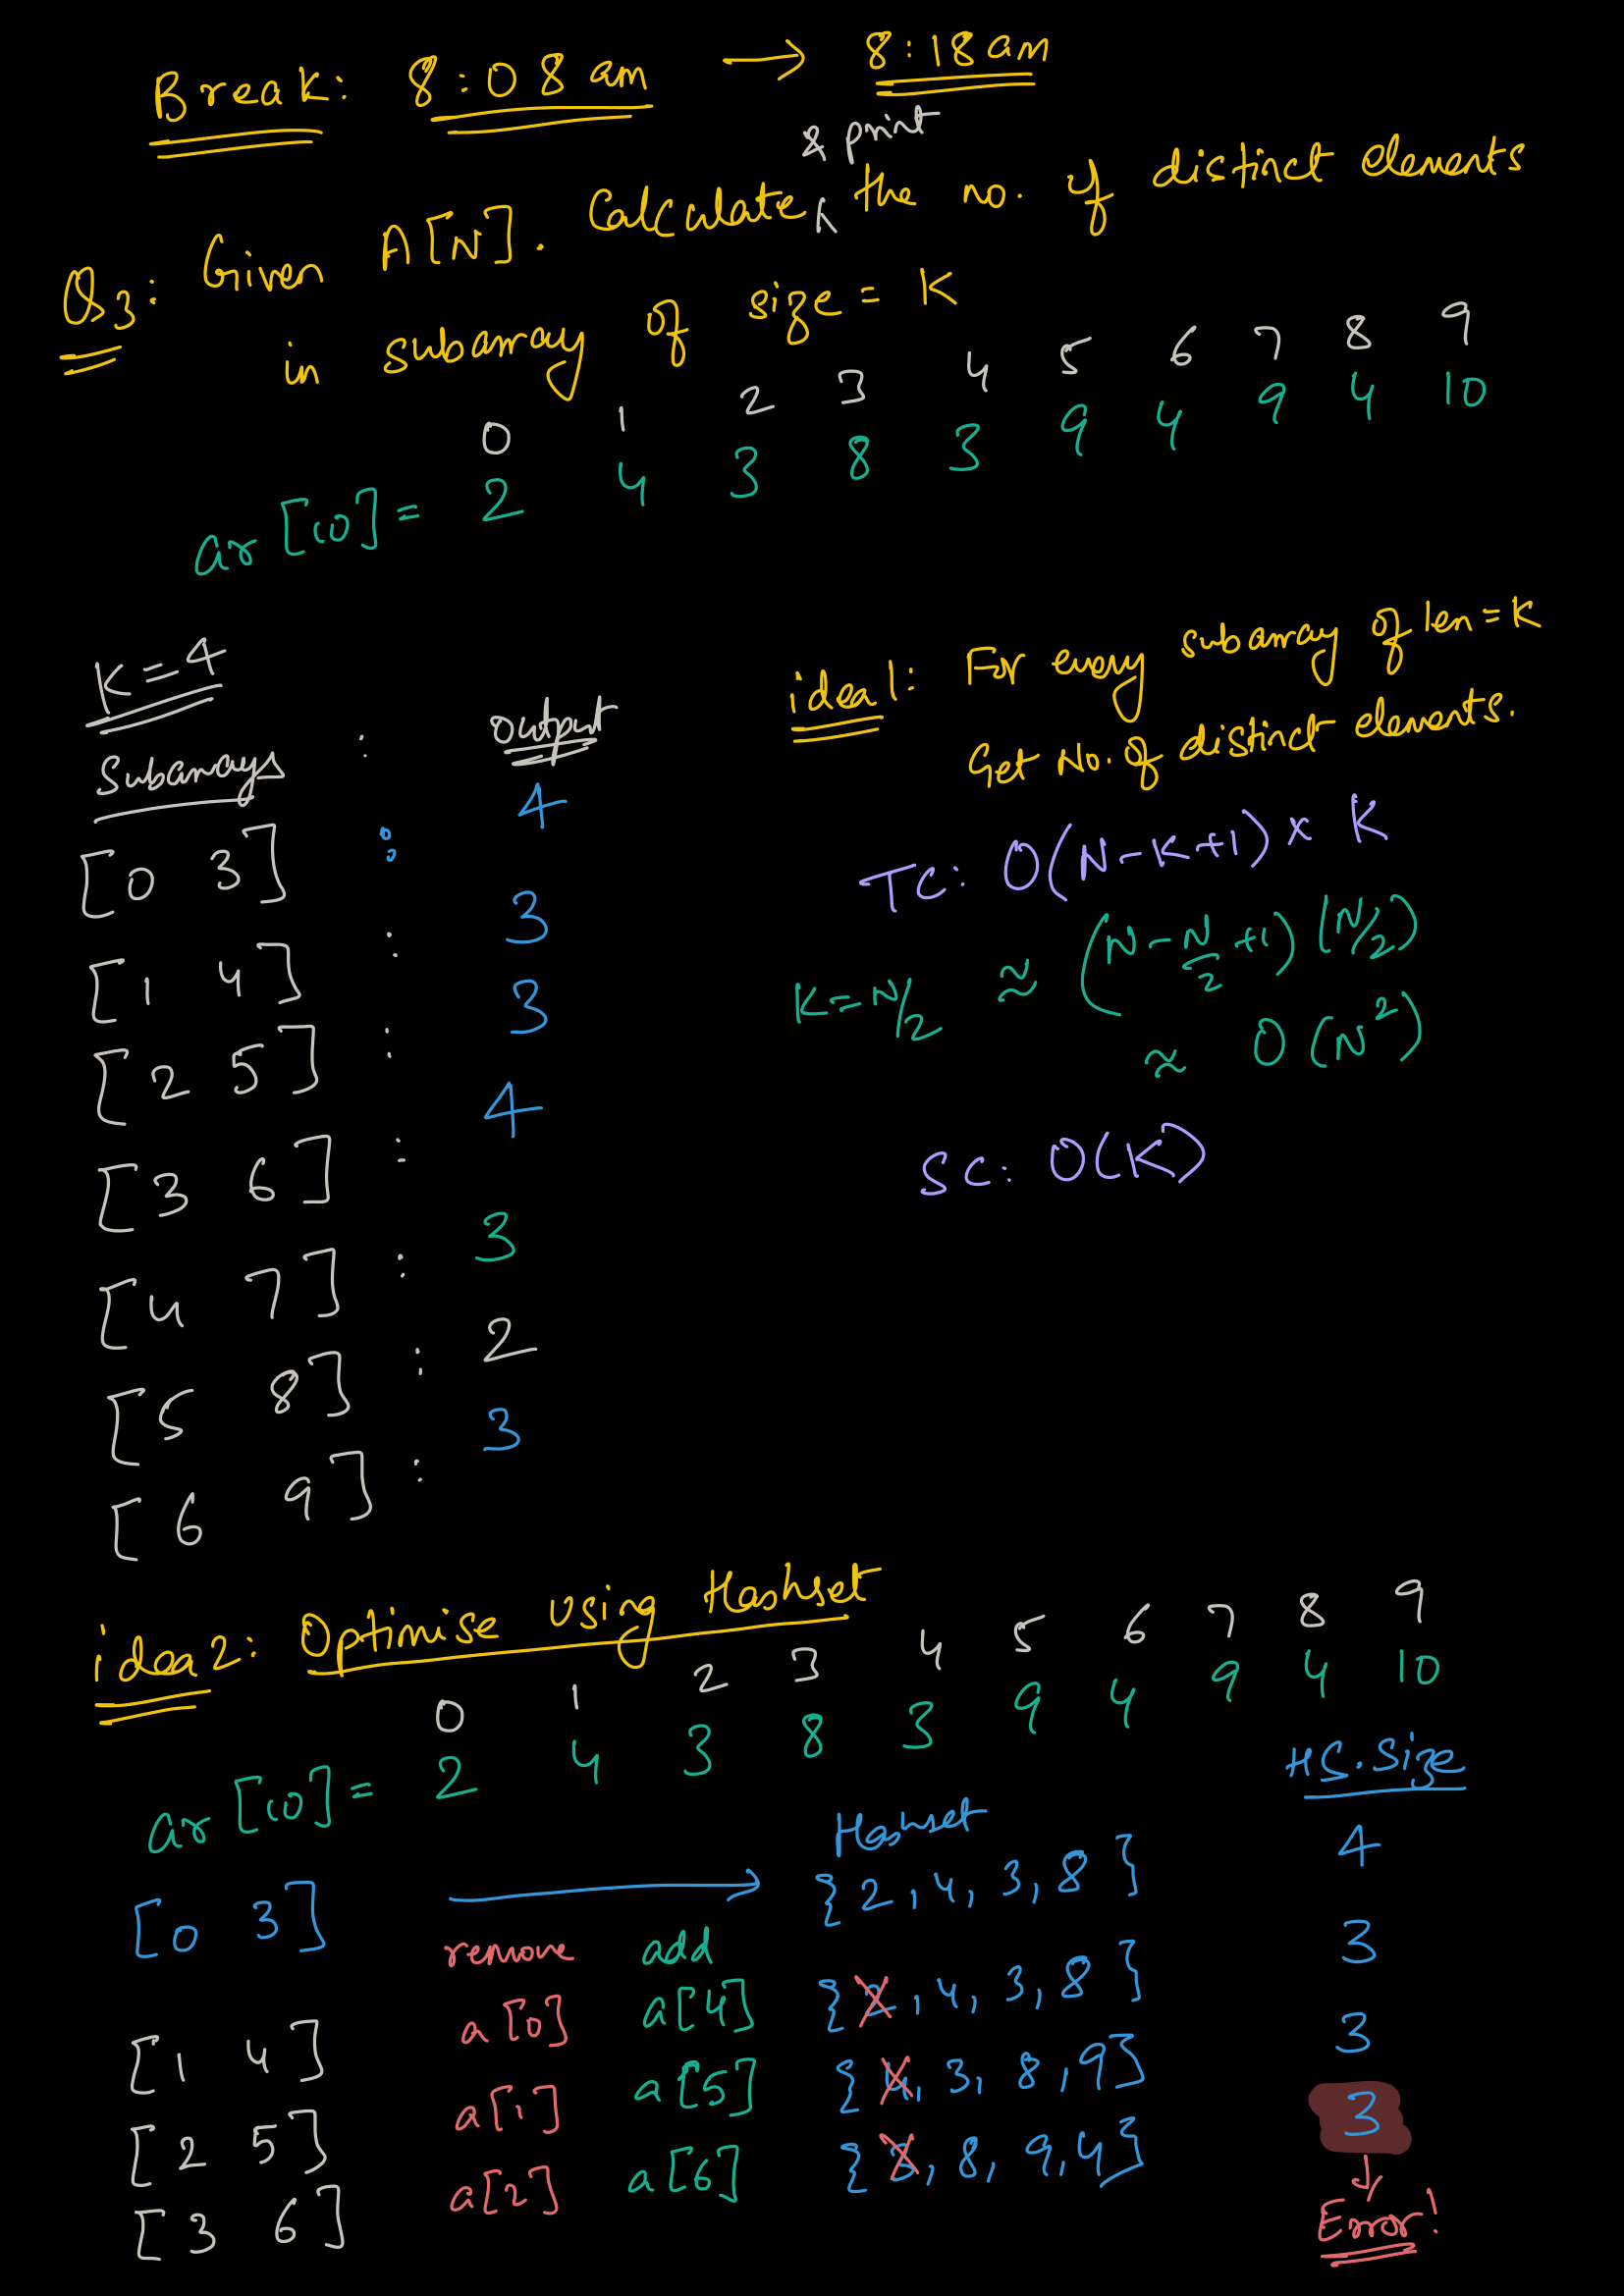 Break: 8:08 am → 8:18 am
& print
Q3: Given A[N]. Calculate ∧ the no. of distinct elements
in subarray of size = K
0 1 2 3 4 5 6 7 8 9
ar[10] = 2 4 3 8 3 9 4 9 4 10
K=4
Subarrays : output
[0 3] : 4
[1 4] : 3
[2 5] : 3
[3 6] : 4
[4 7] : 3
[5 8] : 2
[6 9] : 3
idea 1: For every subarray of len = K
Get No. of distinct elements.
TC: O(N-K+1) x K
K=N/2 ≈ (N-N/2+1) (N/2)
≈ O(N²)
SC: O(K)
idea 2: Optimise using Hashset
0 1 2 3 4 5 6 7 8 9
ar[10] = 2 4 3 8 3 9 4 9 4 10
Hashset HS.Size
[0 3] → {2, 4, 3, 8} 4
remove add
[1 4] a[0] a[4] {2, 4, 3, 8} 3
[2 5] a[1] a[5] {4, 3, 8, 9} 3
[3 6] a[2] a[6] {3, 8, 9, 4} 3
↓
Error!